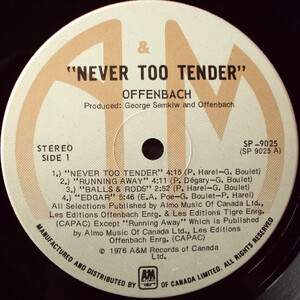 &
"NEVER TOO TENDER"
OFFENBACH
Produced: George Semkiw and Offenbach
STEREO
SIDE 1
SP-9025
(SP 9025 A)
1.) "NEVER TOO TENDER" 4:15 (P. Harel-G. Boulet)
2.) "RUNNING AWAY" 4:11 (P. Dégary-G. Boulet)
3.) "BALLS & RODS" 2:52 (P. Harel-G. Boulet)
4.) "EDGAR" 5:46 (E.A. Poe-G. Boulet-P. Harel)
All Selections Published by Almo Music Of Canada Ltd.,
Les Editions Offenbach Enrg. & Les Editions Tigre Enrg.
(CAPAC) Except "Running Away" Which is Published
by Almo Music Of Canada Ltd., & Les Editions
Offenbach Enrg. (CAPAC)
℗ 1976 A&M Records of Canada
Ltd.
MANUFACTURED AND DISTRIBUTED BY A&M RECORDS OF CANADA LIMITED. ALL RIGHTS RESERVED